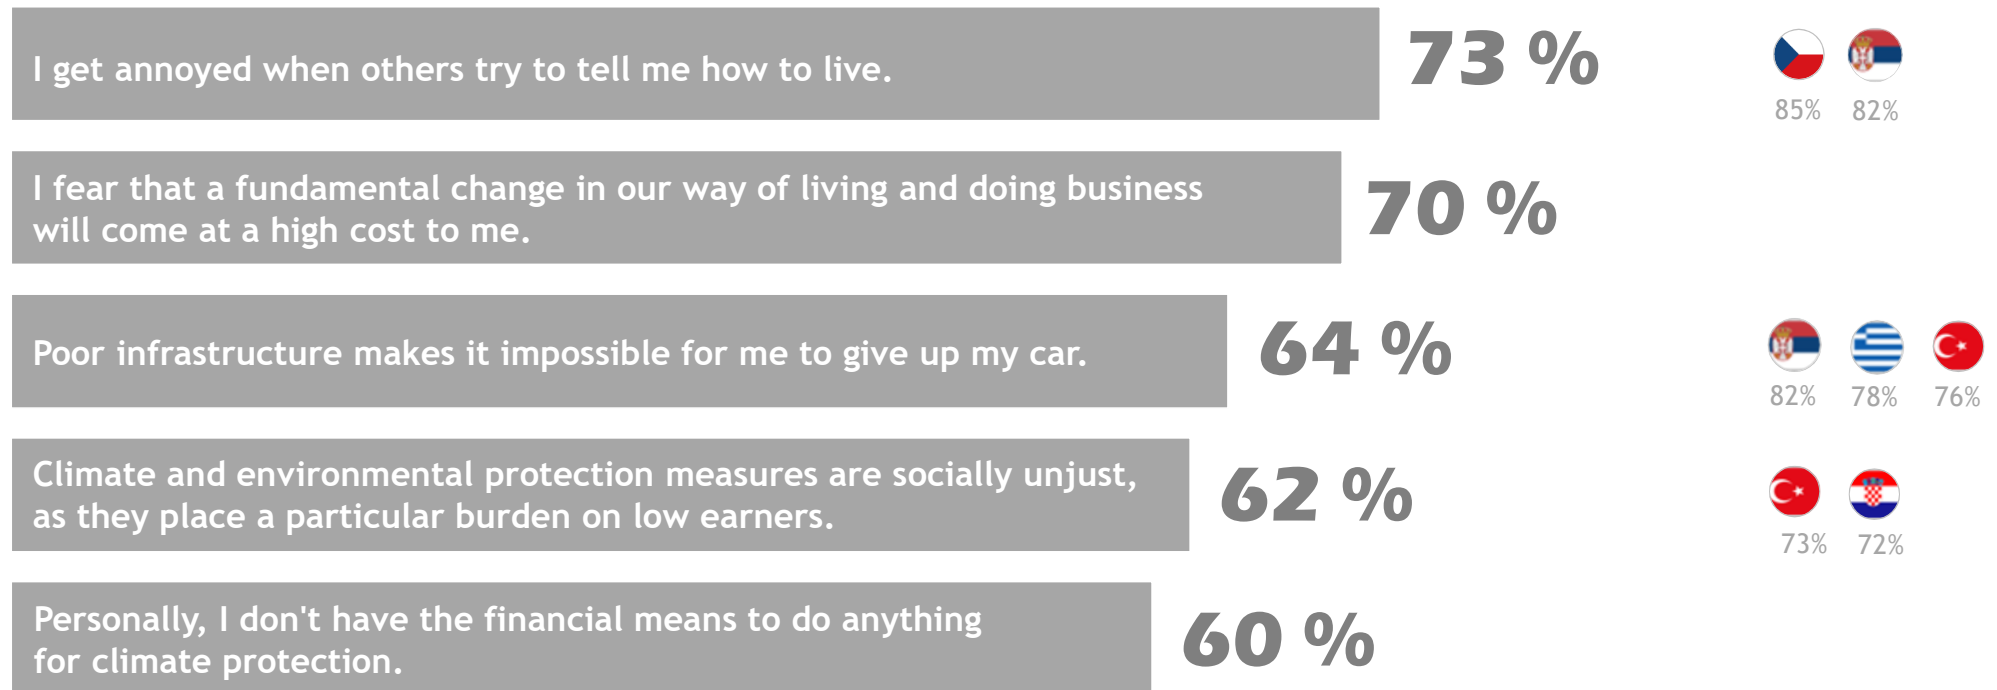 I get annoyed when others try to tell me how to live.
73 %
85% 82%
I fear that a fundamental change in our way of living and doing business
will come at a high cost to me.
70 %
Poor infrastructure makes it impossible for me to give up my car.
64 %
82% 78% 76%
Climate and environmental protection measures are socially unjust,
as they place a particular burden on low earners.
62 %
73% 72%
Personally, I don't have the financial means to do anything
for climate protection.
60 %